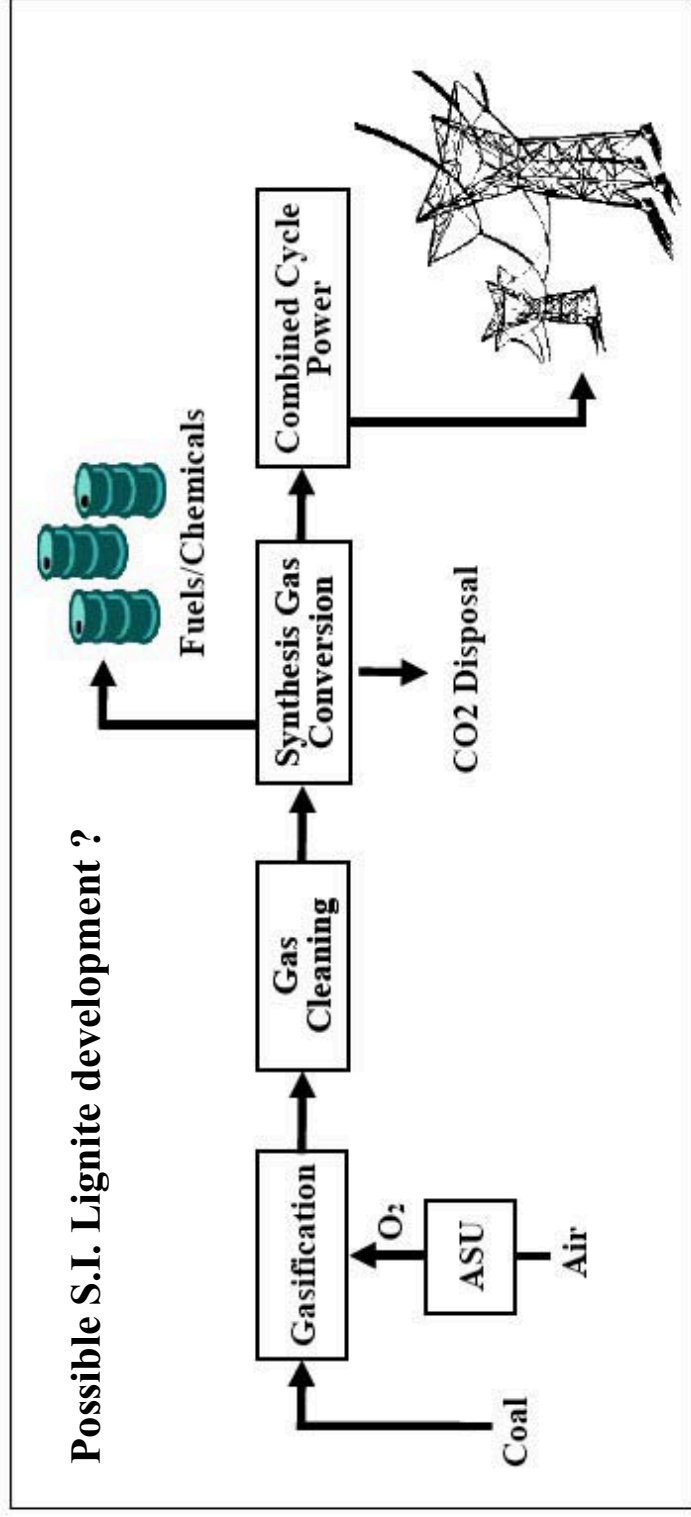 Possible S.I. Lignite development ?
Coal
Gasification
O₂
ASU
Air
Gas
Cleaning
Synthesis Gas
Conversion
Fuels/Chemicals
CO2 Disposal
Combined Cycle
Power